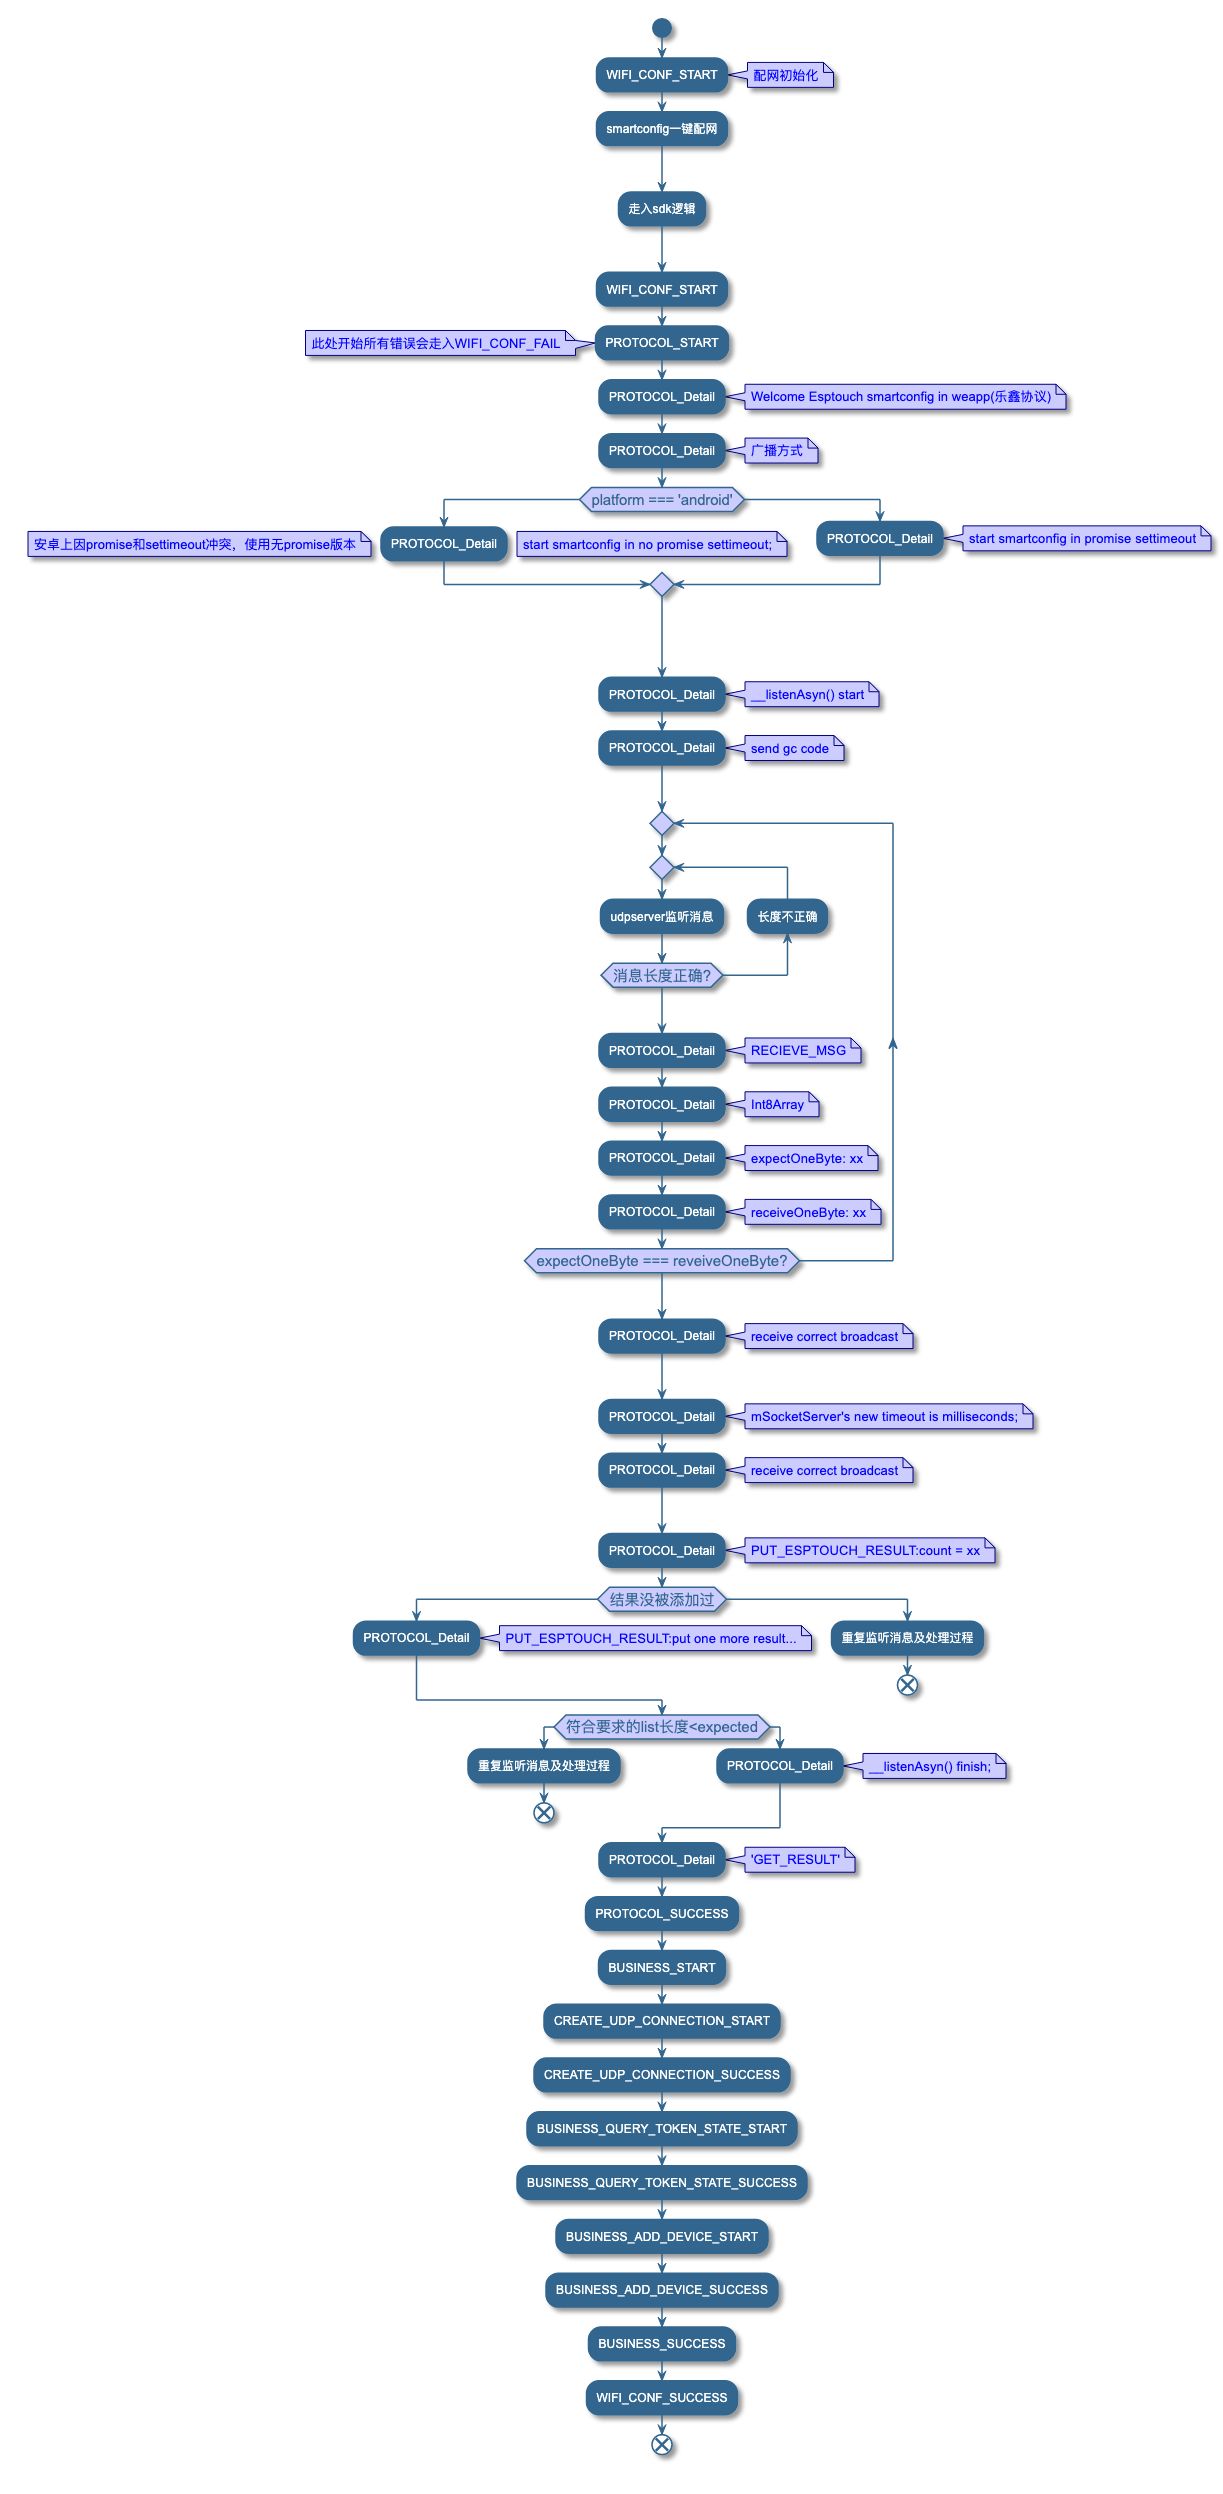 WIFI_CONF_START
配网初始化
smartconfig一键配网
走入sdk逻辑
WIFI_CONF_START
此处开始所有错误会走入WIFI_CONF_FAIL
PROTOCOL_START
PROTOCOL_Detail
Welcome Esptouch smartconfig in weapp(乐鑫协议)
PROTOCOL_Detail
广播方式
platform === 'android'
安卓上因promise和settimeout冲突，使用无promise版本
PROTOCOL_Detail
start smartconfig in no promise settimeout;
PROTOCOL_Detail
start smartconfig in promise settimeout
PROTOCOL_Detail
__listenAsyn() start
PROTOCOL_Detail
send gc code
udpserver监听消息
长度不正确
消息长度正确?
PROTOCOL_Detail
RECIEVE_MSG
PROTOCOL_Detail
Int8Array
PROTOCOL_Detail
expectOneByte: xx
PROTOCOL_Detail
receiveOneByte: xx
expectOneByte === reveiveOneByte?
PROTOCOL_Detail
receive correct broadcast
PROTOCOL_Detail
mSocketServer's new timeout is milliseconds;
PROTOCOL_Detail
receive correct broadcast
PROTOCOL_Detail
PUT_ESPTOUCH_RESULT:count = xx
结果没被添加过
PROTOCOL_Detail
PUT_ESPTOUCH_RESULT:put one more result...
重复监听消息及处理过程
符合要求的list长度<expected
重复监听消息及处理过程
PROTOCOL_Detail
__listenAsyn() finish;
PROTOCOL_Detail
'GET_RESULT'
PROTOCOL_SUCCESS
BUSINESS_START
CREATE_UDP_CONNECTION_START
CREATE_UDP_CONNECTION_SUCCESS
BUSINESS_QUERY_TOKEN_STATE_START
BUSINESS_QUERY_TOKEN_STATE_SUCCESS
BUSINESS_ADD_DEVICE_START
BUSINESS_ADD_DEVICE_SUCCESS
BUSINESS_SUCCESS
WIFI_CONF_SUCCESS